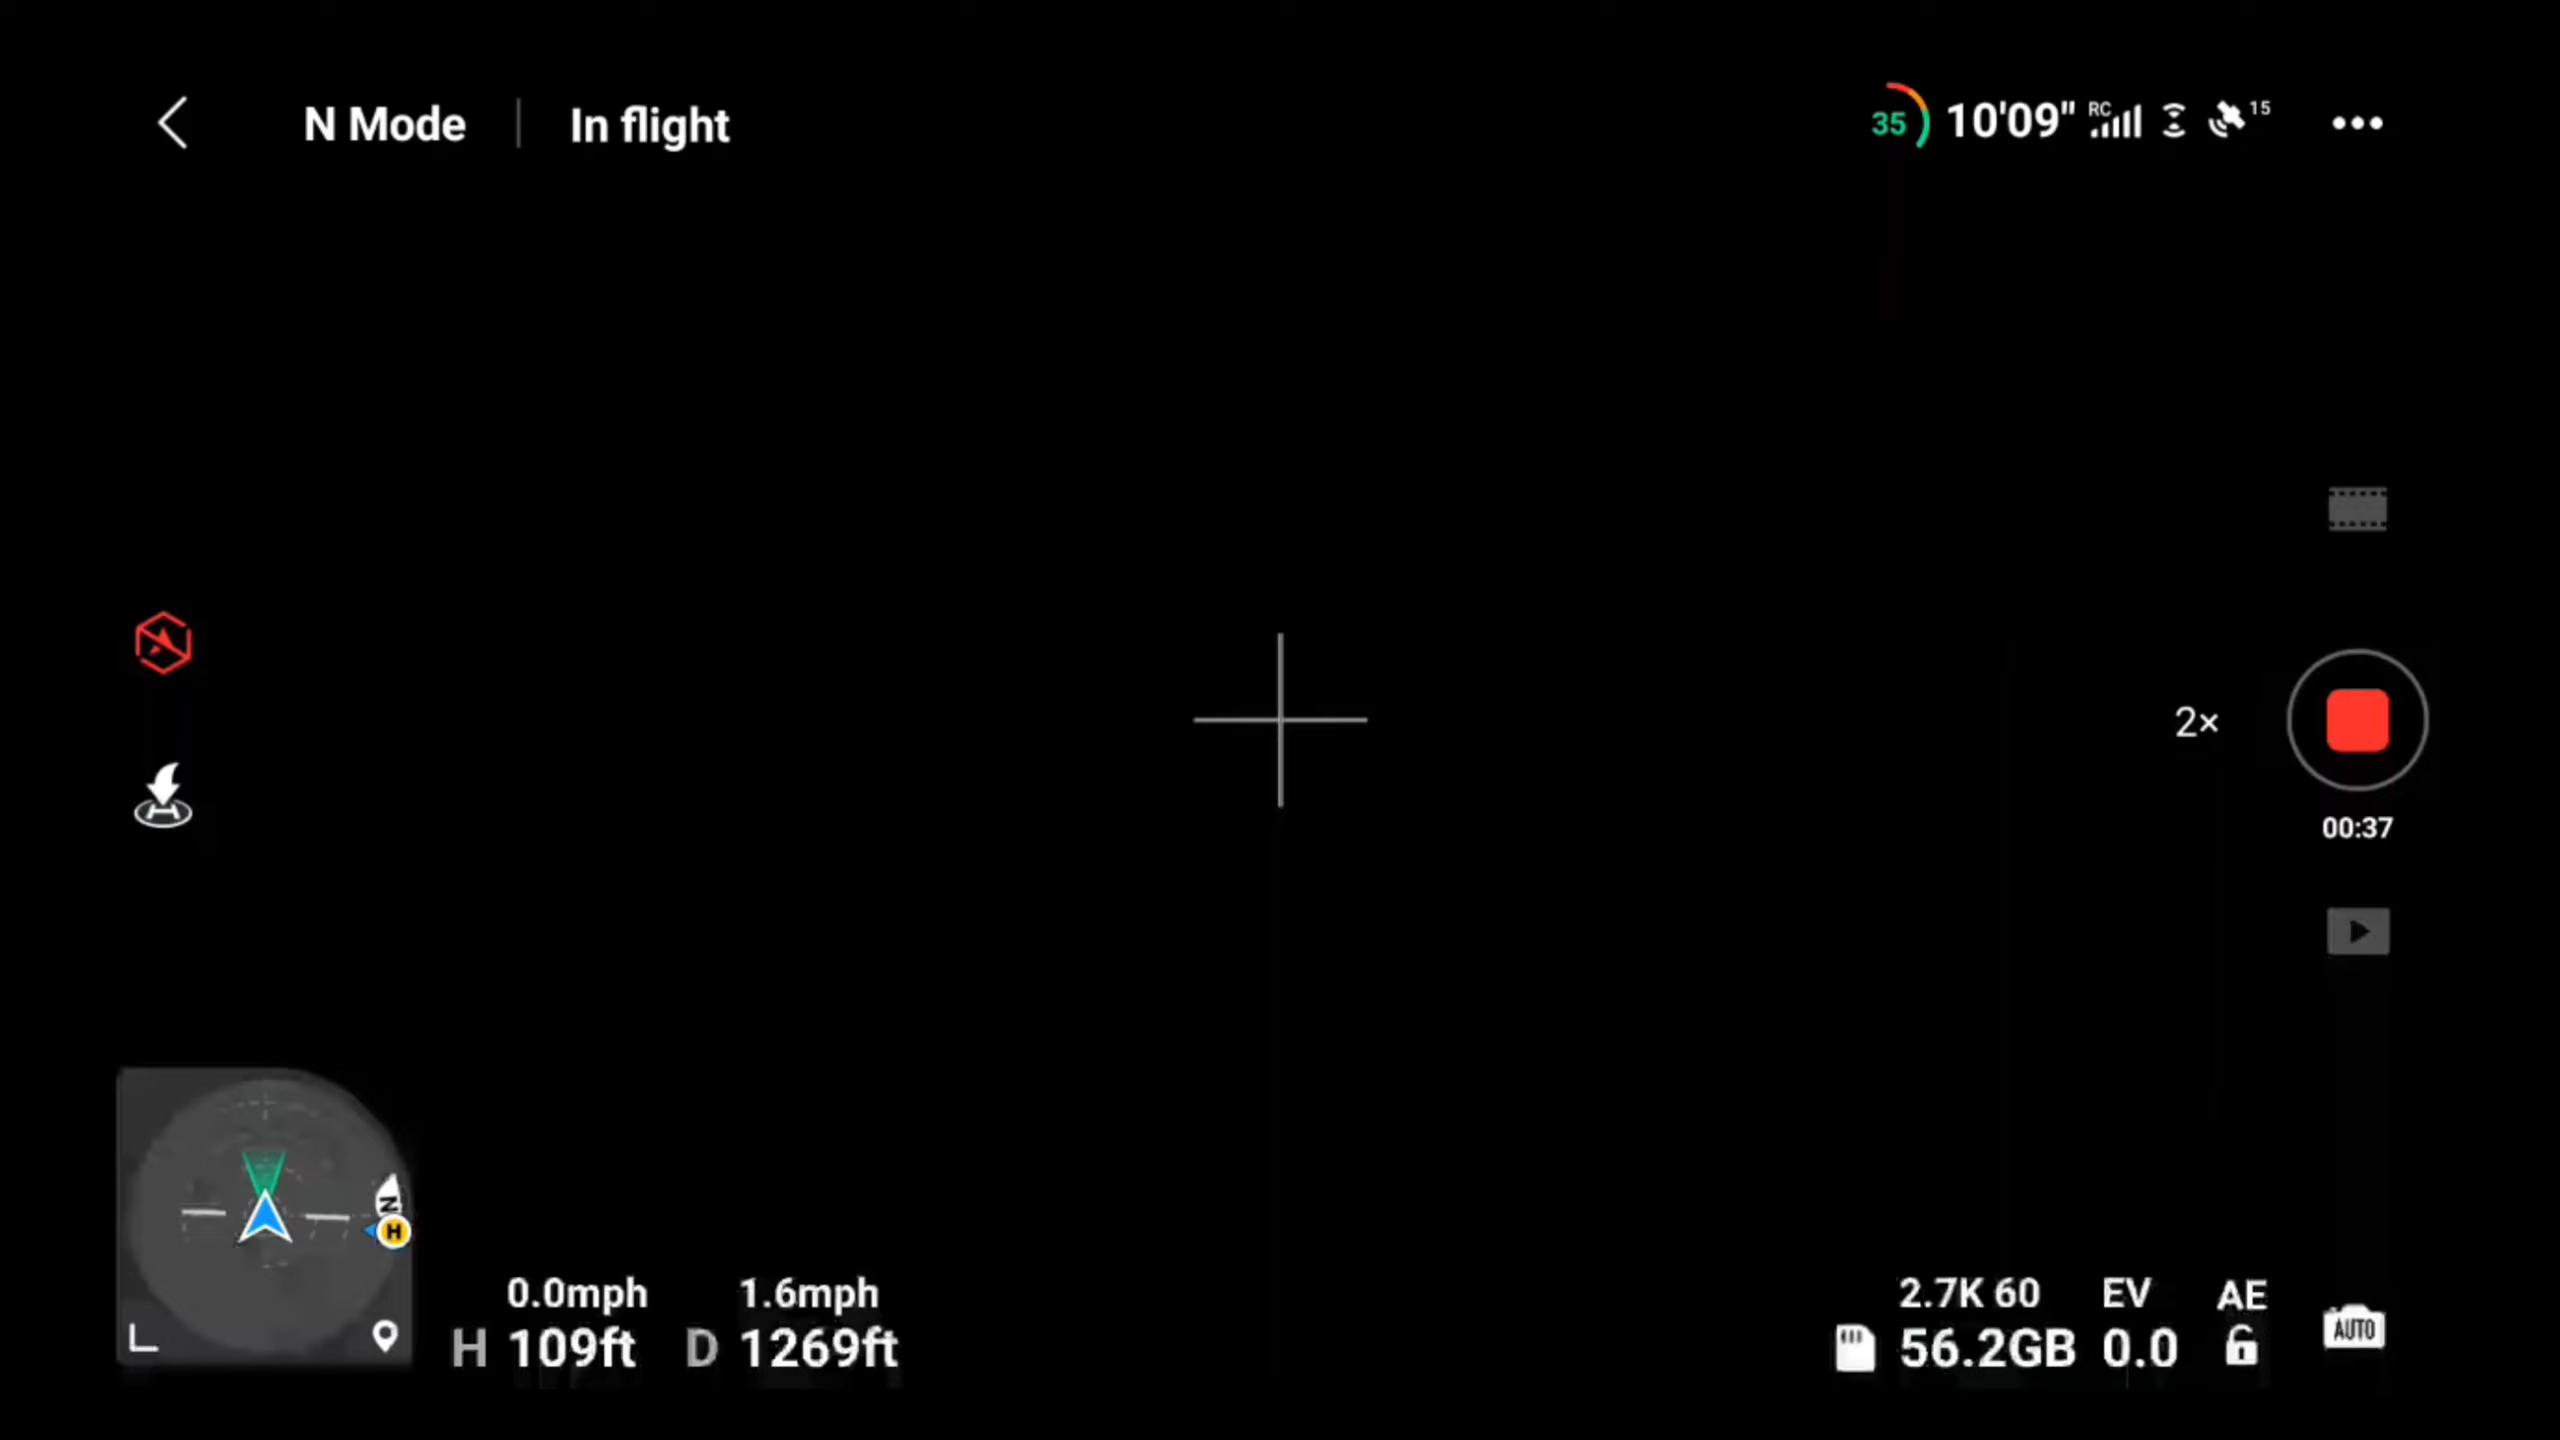 N Mode In flight
35 10'09" RC 15
2×
00:37
N
H
0.0mph 1.6mph
H 109ft D 1269ft
2.7K 60 EV AE
56.2GB 0.0
AUTO